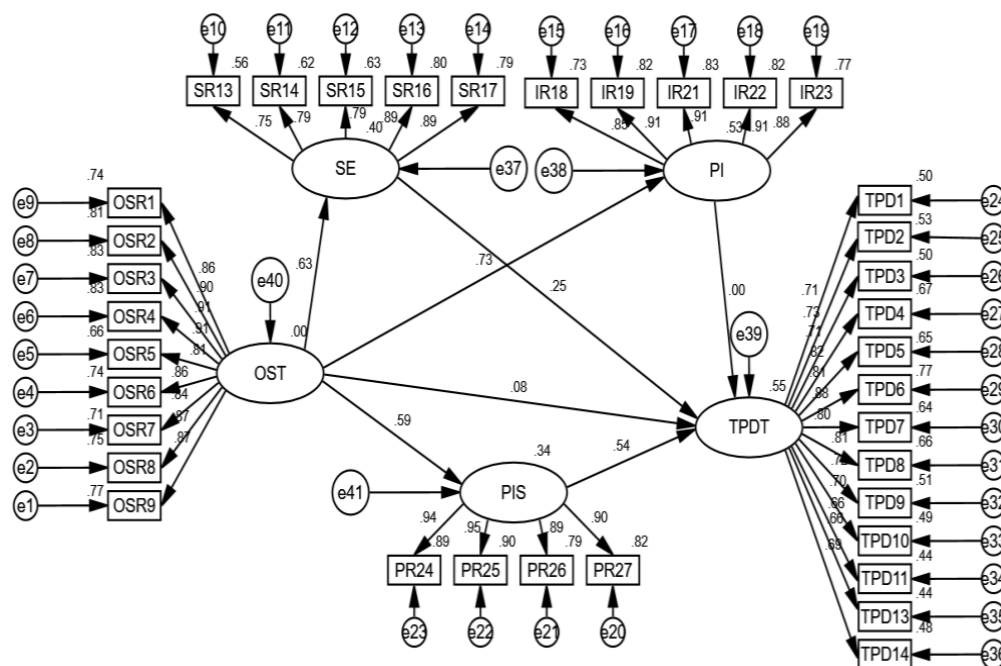 e10 e11 e12 e13 e14 e15 e16 e17 e18 e19
.56 .62 .63 .80 .79 .73 .82 .83 .82 .77
SR13 SR14 SR15 SR16 SR17 IR18 IR19 IR21 IR22 IR23
.75 .79 .79 .89 .89 .85 .91 .91 .91 .88
.40 .53
SE e37 e38 PI
.74
e9 OSR1
.81
e8 OSR2
.83
e7 OSR3
.83
e6 OSR4
.66
e5 OSR5
.74
e4 OSR6
e3 OSR7
.71
e2 OSR8
.75
e1 OSR9
.77
.86
.90
.91
.91
.81
.86
.84
.87
.87
e40
.00
OST
.63
.73
.25
.00
.08
.59
.54
e39
.55
TPDT
.34
e41 PIS
.94 .95 .89 .90
.89 .90 .79 .82
PR24 PR25 PR26 PR27
e23 e22 e21 e20
.71
.73
.71
.82
.81
.88
.80
.81
.70
.66
.66
.69
.50
TPD1 e24
.53
TPD2 e25
.50
TPD3 e26
.67
TPD4 e27
.65
TPD5 e28
.77
TPD6 e29
.64
TPD7 e30
.66
TPD8 e31
.51
TPD9 e32
.49
TPD10 e33
.44
TPD11 e34
.44
TPD13 e35
.48
TPD14 e36